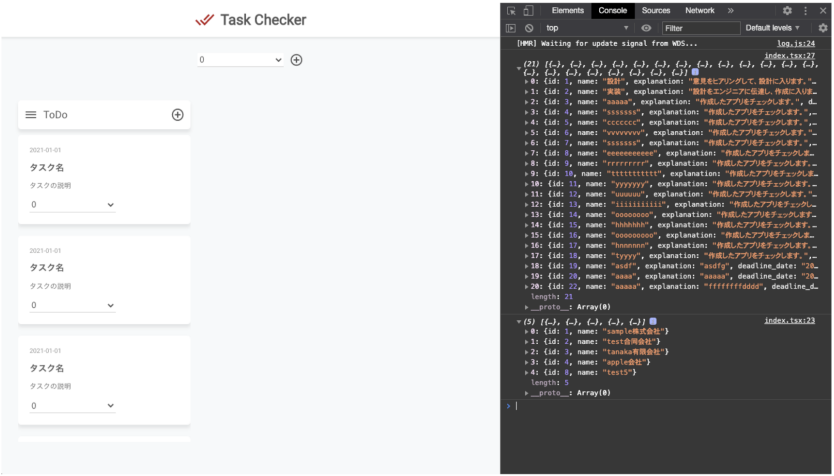 Task Checker
0
ToDo
2021-01-01
タスク名
タスクの説明
0
2021-01-01
タスク名
タスクの説明
0
2021-01-01
タスク名
タスクの説明
0
Elements Console Sources Network »
top Filter Default levels ▼
[HMR] Waiting for update signal from WDS... log.js:24
index.tsx:27
(21) [{…}, {…}, {…}, {…}, {…}, {…}, {…}, {…}, {…}, {…}, {…}, {…}, {…},
{…}, {…}, {…}, {…}, {…}, {…}, {…}, {…}]
▶0: {id: 1, name: "設計", explanation: "意見をヒアリングして、設計に入ります。"…
▶1: {id: 2, name: "実装", explanation: "設計をエンジニアに伝達し、作成に入りま…
▶2: {id: 3, name: "aaaaa", explanation: "作成したアプリをチェックします。", d…
▶3: {id: 4, name: "sssssss", explanation: "作成したアプリをチェックします。"…
▶4: {id: 5, name: "ccccccc", explanation: "作成したアプリをチェックします。"…
▶5: {id: 6, name: "vvvvvvvv", explanation: "作成したアプリをチェックします。…
▶6: {id: 7, name: "sssssss", explanation: "作成したアプリをチェックします。"…
▶7: {id: 8, name: "eeeeeeeeeee", explanation: "作成したアプリをチェックしま…
▶8: {id: 9, name: "rrrrrrrrr", explanation: "作成したアプリをチェックします…
▶9: {id: 10, name: "ttttttttttt", explanation: "作成したアプリをチェックしま…
▶10: {id: 11, name: "yyyyyyy", explanation: "作成したアプリをチェックします。…
▶11: {id: 12, name: "uuuuuu", explanation: "作成したアプリをチェックします。"…
▶12: {id: 13, name: "iiiiiiiiiii", explanation: "作成したアプリをチェックし…
▶13: {id: 14, name: "oooooooo", explanation: "作成したアプリをチェックします…
▶14: {id: 15, name: "hhhhhhh", explanation: "作成したアプリをチェックします。…
▶15: {id: 16, name: "ooooooooo", explanation: "作成したアプリをチェックしま…
▶16: {id: 17, name: "hnnnnnn", explanation: "作成したアプリをチェックします。…
▶17: {id: 18, name: "tyyyy", explanation: "作成したアプリをチェックします。",…
▶18: {id: 19, name: "asdf", explanation: "asdfg", deadline_date: "20…
▶19: {id: 20, name: "aaaa", explanation: "aaaaa", deadline_date: "20…
▶20: {id: 22, name: "aaaaa", explanation: "ffffffffdddd", deadline_d…
length: 21
▶__proto__: Array(0)
▼(5) [{…}, {…}, {…}, {…}, {…}] index.tsx:23
▶0: {id: 1, name: "sample株式会社"}
▶1: {id: 2, name: "test合同会社"}
▶2: {id: 3, name: "tanaka有限会社"}
▶3: {id: 4, name: "apple会社"}
▶4: {id: 8, name: "test5"}
length: 5
▶__proto__: Array(0)